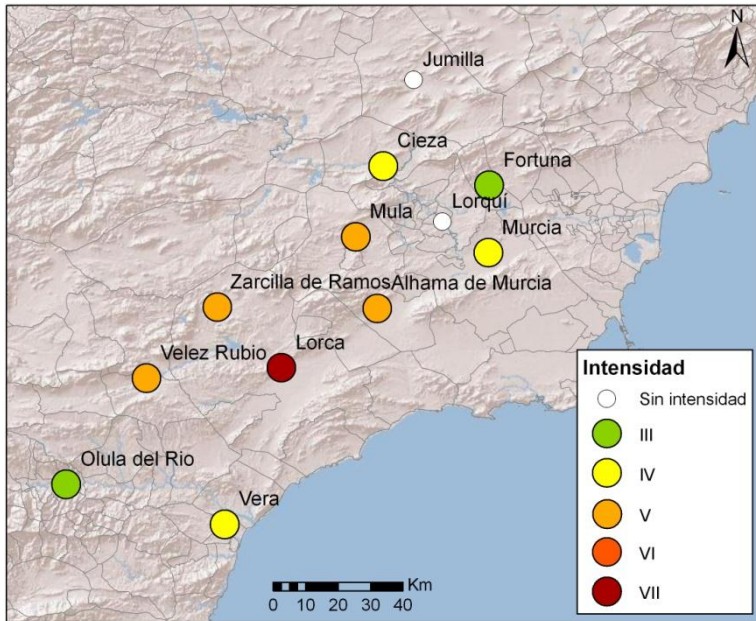 N
Jumilla
Cieza
Fortuna
Lorquí
Mula
Murcia
Zarcilla de Ramos
Alhama de Murcia
Velez Rubio
Lorca
Olula del Rio
Vera
Intensidad
Sin intensidad
III
IV
V
VI
VII
Km
0 10 20 40